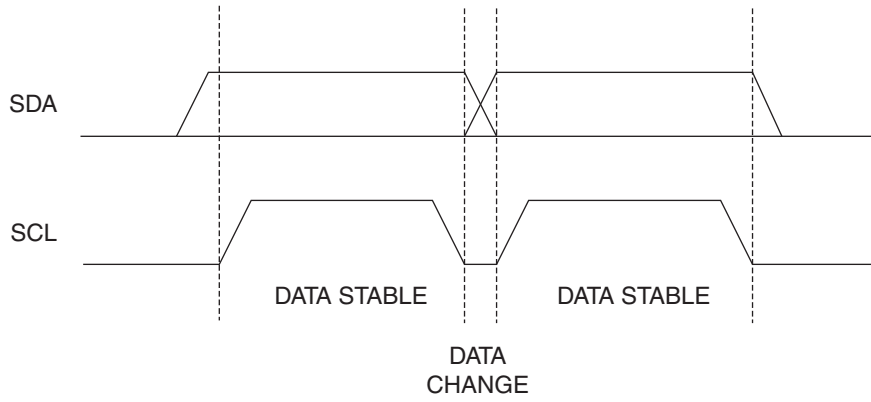 SDA
SCL
DATA STABLE
DATA STABLE
DATA
CHANGE